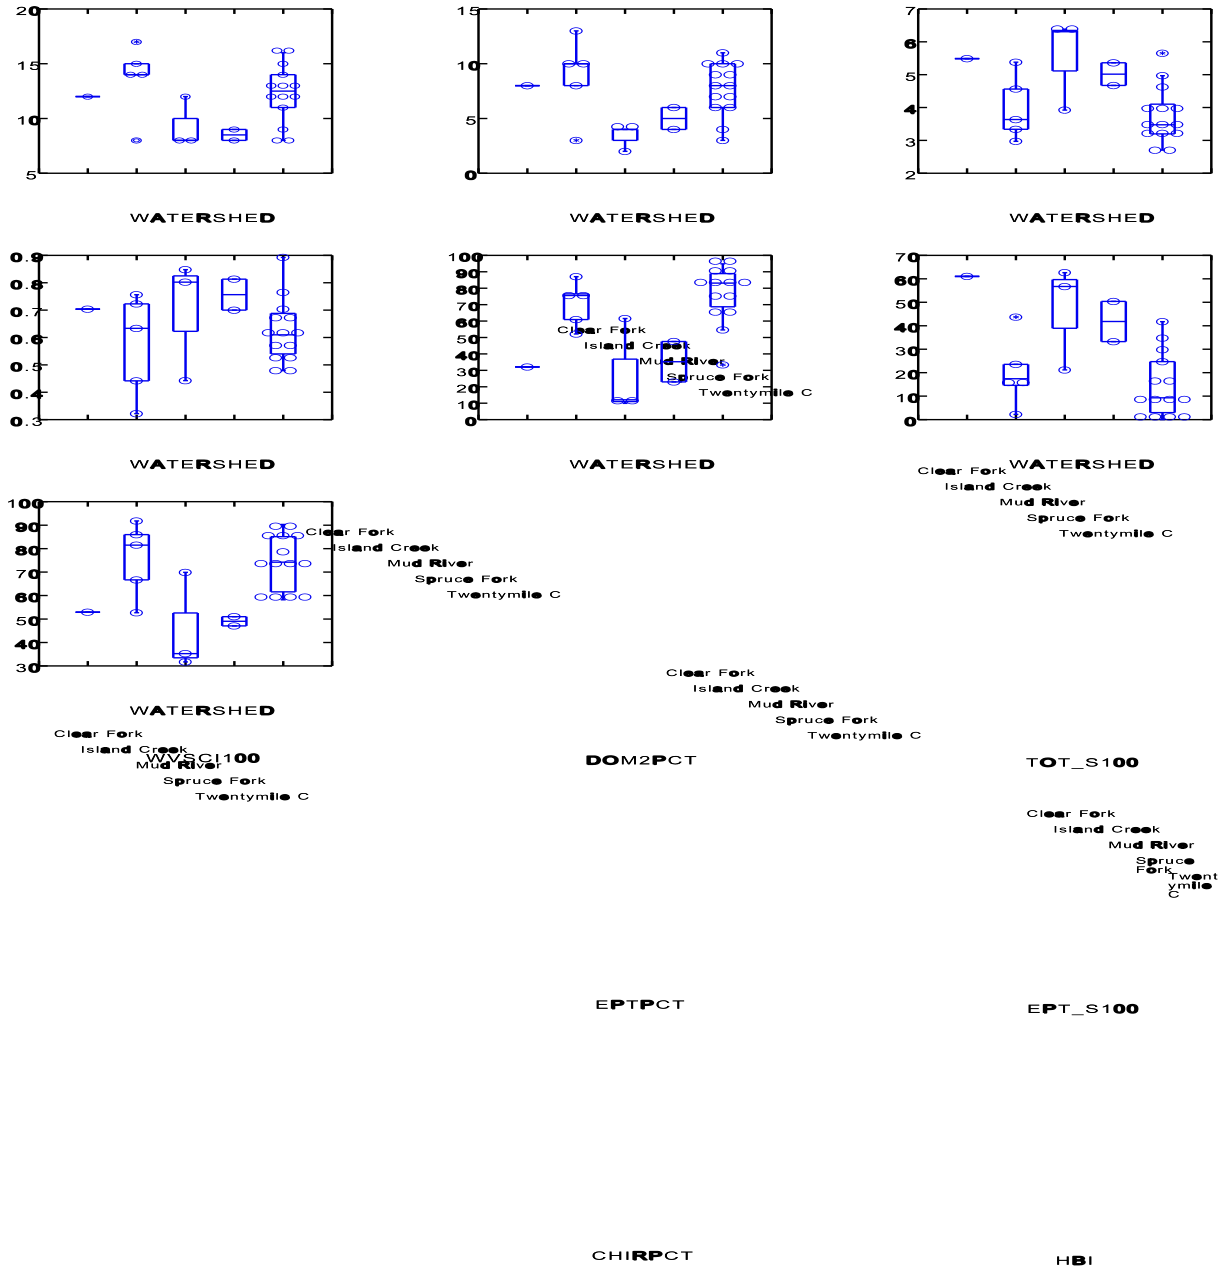 20
15
10
5
WATERSHED
15
10
5
0
WATERSHED
7
6
5
4
3
2
WATERSHED
0.9
0.8
0.7
0.6
0.5
0.4
0.3
WATERSHED
100
90
80
70
60
50
40
30
20
10
0
Clear Fork
Island Creek
Mud River
Spruce Fork
Twentymile C
WATERSHED
70
60
50
40
30
20
10
0
WATERSHED
Clear Fork
Island Creek
Mud River
Spruce Fork
Twentymile C
100
90
80
70
60
50
40
30
WATERSHED
Clear Fork
Island Creek
Mud River
Spruce Fork
Twentymile C
Clear Fork
Island Creek
Mud River
Spruce Fork
Twentymile C
Clear Fork
Island Creek
WVSCI100
Mud River
Spruce Fork
Twentymile C
DOM2PCT
TOT_S100
Clear Fork
Island Creek
Mud River
Spruce
Fork
Twent
ymile
C
EPTPCT
EPT_S100
CHIRPCT
HBI